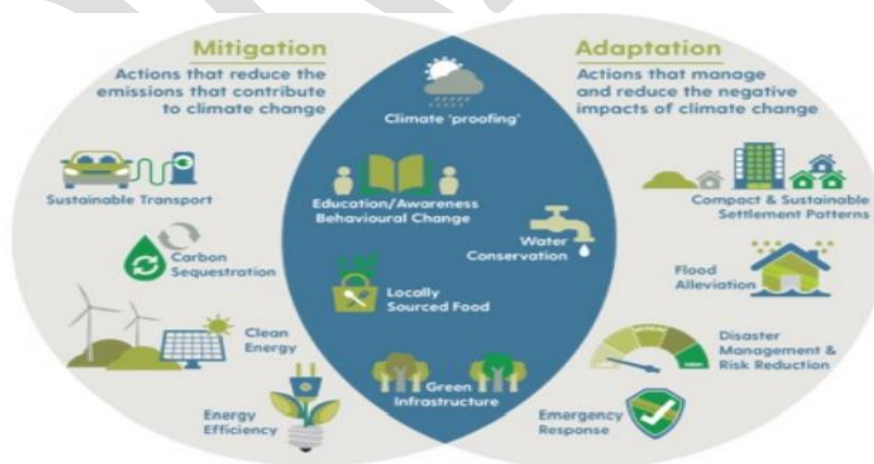 Mitigation
Actions that reduce the
emissions that contribute
to climate change
Sustainable Transport
Carbon
Sequestration
Clean
Energy
Energy
Efficiency
Climate ‘proofing’
Education/Awareness
Behavioural Change
Water
Conservation
Locally
Sourced Food
Green
Infrastructure
Adaptation
Actions that manage
and reduce the negative
impacts of climate change
Compact & Sustainable
Settlement Patterns
Flood
Alleviation
Disaster
Management &
Risk Reduction
Emergency
Response